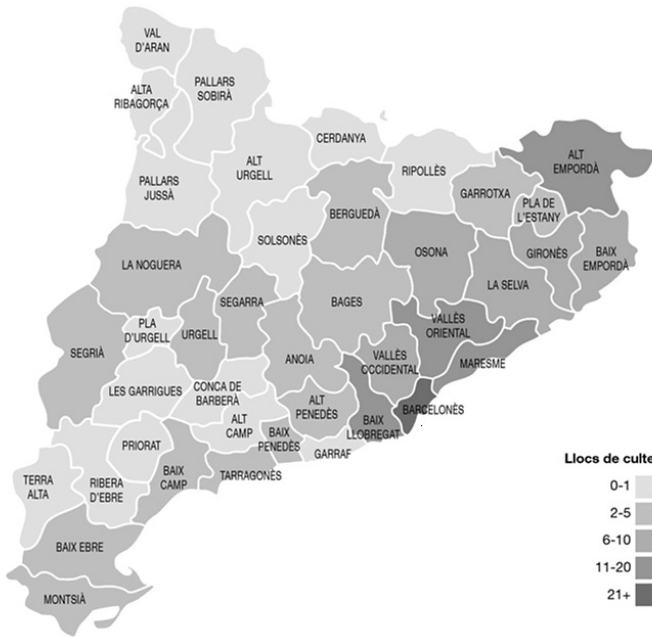 VAL
D'ARAN
ALTA
RIBAGORÇA
PALLARS
SOBIRÀ
PALLARS
JUSSÀ
ALT
URGELL
CERDANYA
RIPOLLÈS
ALT
EMPORDÀ
GARROTXA
PLA DE
L'ESTANY
BERGUEDÀ
SOLSONÈS
OSONA
GIRONÈS
BAIX
EMPORDÀ
LA NOGUERA
LA SELVA
SEGARRA
BAGES
PLA
D'URGELL
URGELL
SEGRIÀ
ANOIA
VALLÈS
ORIENTAL
VALLÈS
OCCIDENTAL
MARESME
LES GARRIGUES
CONCA DE
BARBERÀ
ALT
CAMP
ALT
PENEDÈS
BAIX
PENEDÈS
BAIX
LLOBREGAT
BARCELONÈS
GARRAF
PRIORAT
BAIX
CAMP
TARRAGONÈS
TERRA
ALTA
RIBERA
D'EBRE
BAIX EBRE
MONTSIÀ
Llocs de culte
0-1
2-5
6-10
11-20
21+